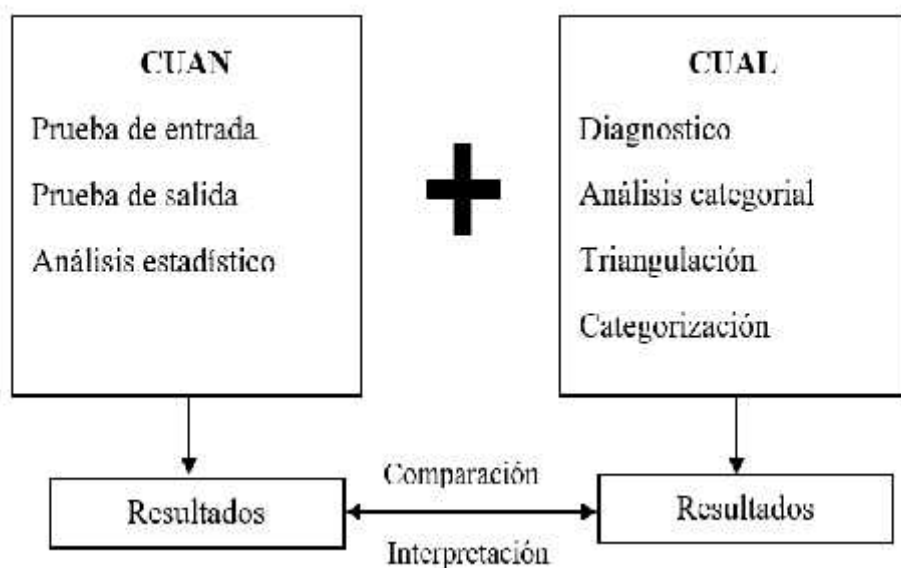 CUAN
Prueba de entrada
Prueba de salida
Análisis estadístico
CUAL
Diagnostico
Análisis categorial
Triangulación
Categorización
Resultados
Comparación
Interpretación
Resultados